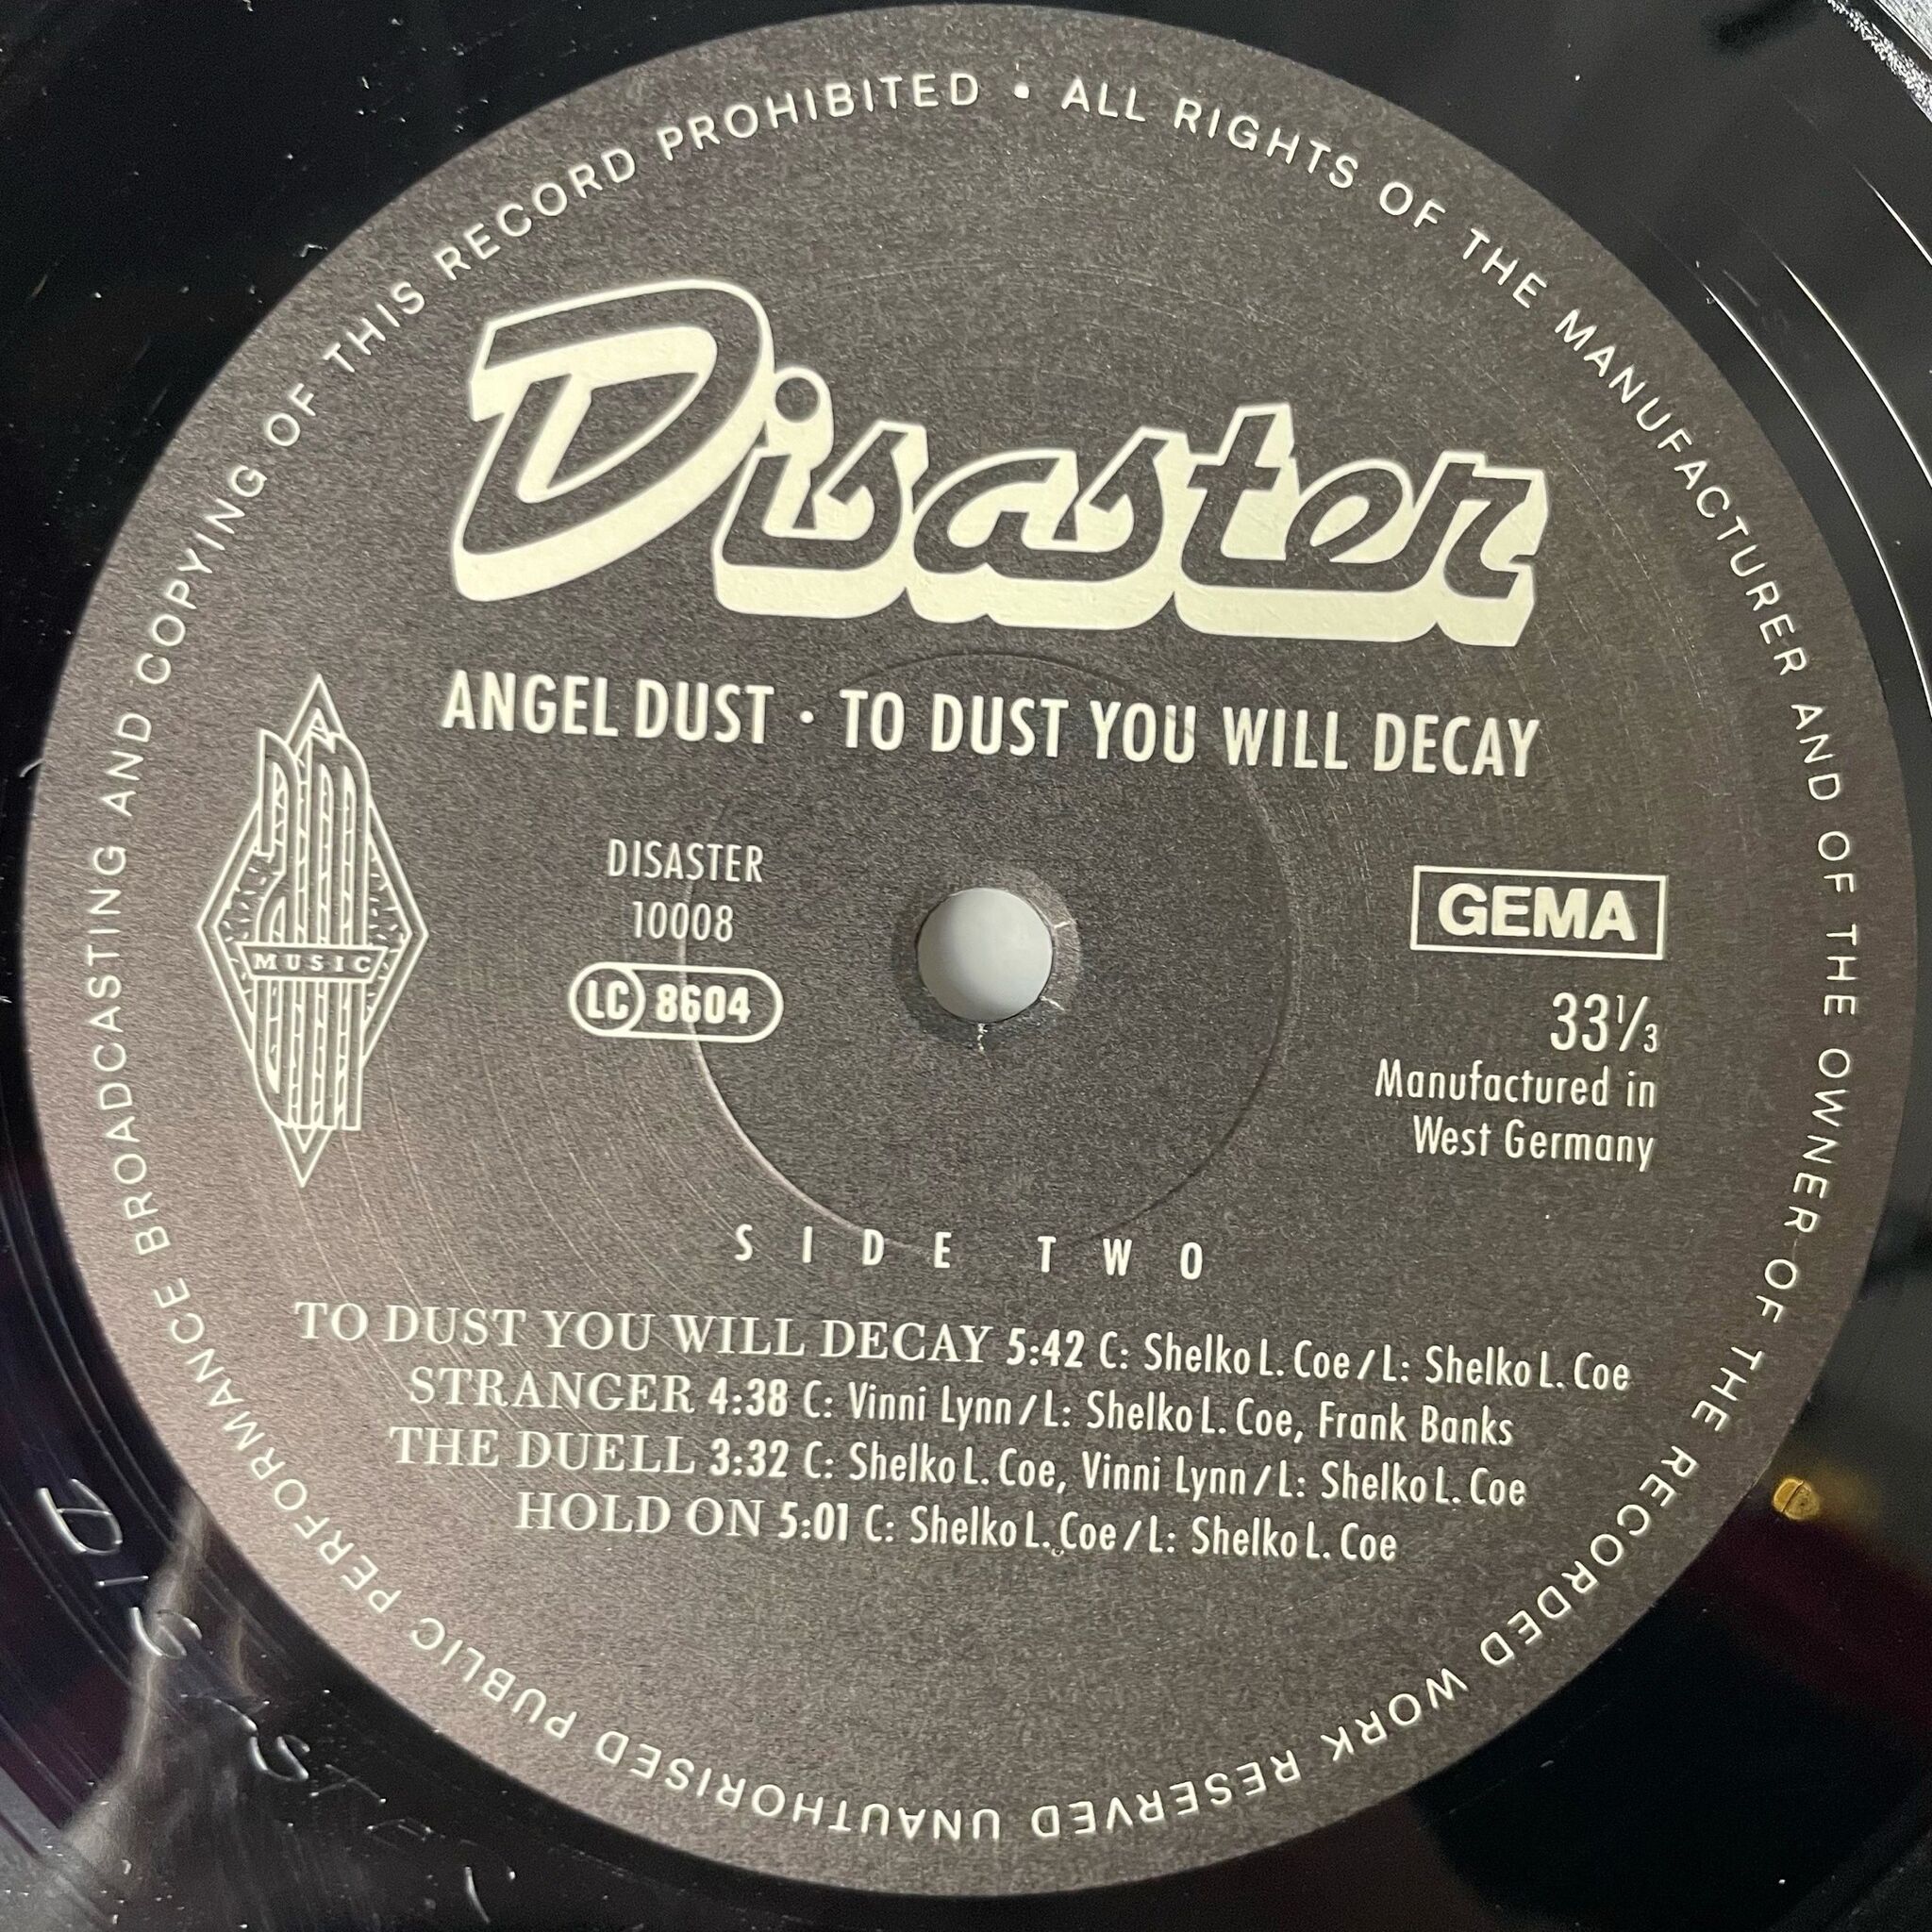 ALL RIGHTS OF THE MANUFACTURER AND OF THE OWNER OF THE RECORDED WORK RESERVED UNAUTHORISED PUBLIC PERFORMANCE BROADCASTING AND COPYING OF THIS RECORD PROHIBITED •
Disaster
ANGEL DUST · TO DUST YOU WILL DECAY
MUSIC
DISASTER
10008
LC 8604
GEMA
33⅓
Manufactured in
West Germany
SIDE TWO
TO DUST YOU WILL DECAY 5:42 C: Shelko L. Coe / L: Shelko L. Coe
STRANGER 4:38 C: Vinni Lynn / L: Shelko L. Coe, Frank Banks
THE DUELL 3:32 C: Shelko L. Coe, Vinni Lynn / L: Shelko L. Coe
HOLD ON 5:01 C: Shelko L. Coe / L: Shelko L. Coe